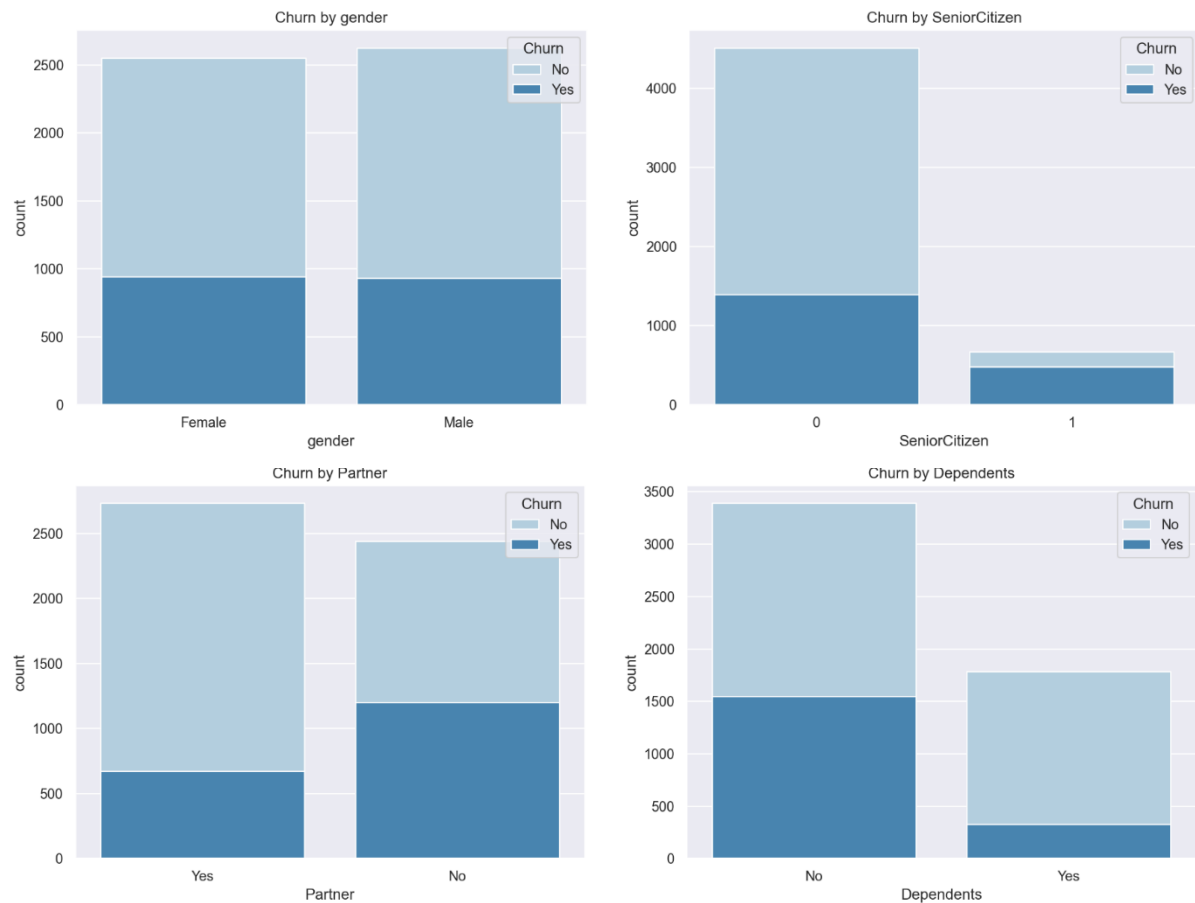 Churn by gender
Churn
No
Yes
2500
2000
1500
1000
500
0
count
Female
Male
gender
Churn by SeniorCitizen
Churn
No
Yes
4000
3000
2000
1000
0
count
0
1
SeniorCitizen
Churn by Partner
Churn
No
Yes
2500
2000
1500
1000
500
0
count
Yes
No
Partner
Churn by Dependents
Churn
No
Yes
3500
3000
2500
2000
1500
1000
500
0
count
No
Yes
Dependents